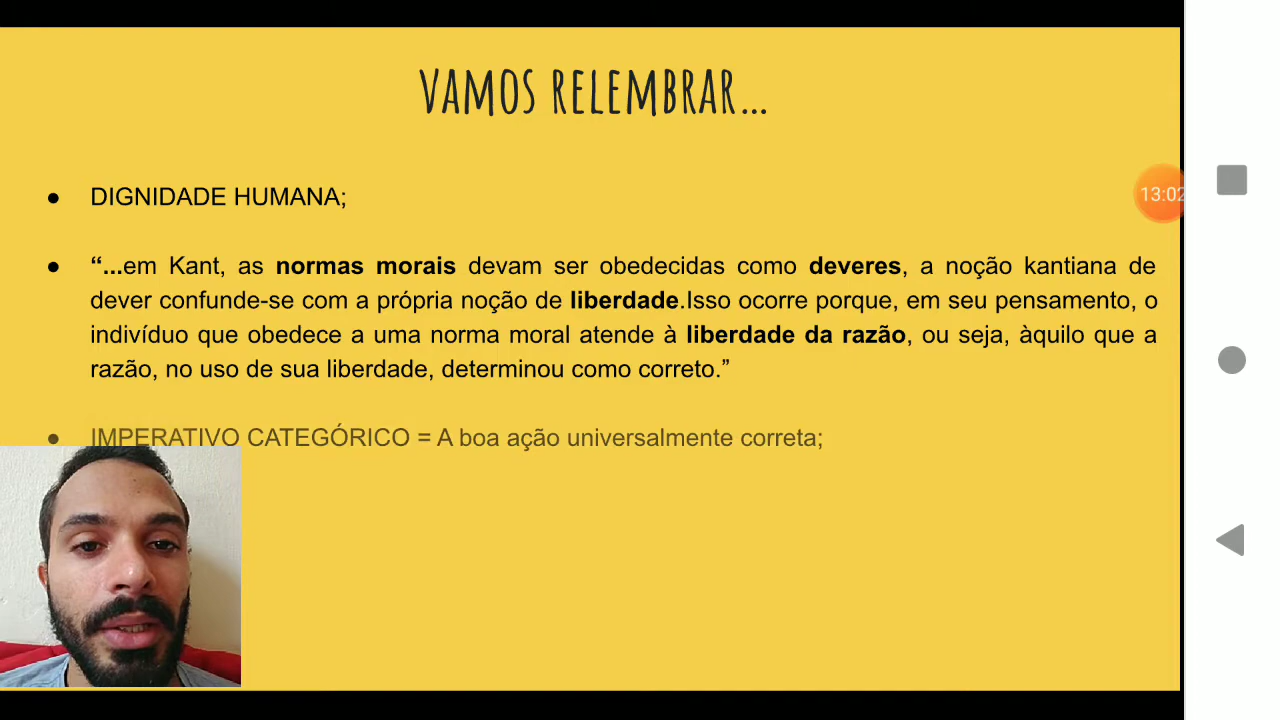 VAMOS RELEMBRAR...
● DIGNIDADE HUMANA;
13:02
● “...em Kant, as normas morais devam ser obedecidas como deveres, a noção kantiana de
dever confunde-se com a própria noção de liberdade.Isso ocorre porque, em seu pensamento, o
indivíduo que obedece a uma norma moral atende à liberdade da razão, ou seja, àquilo que a
razão, no uso de sua liberdade, determinou como correto.”
● IMPERATIVO CATEGÓRICO = A boa ação universalmente correta;